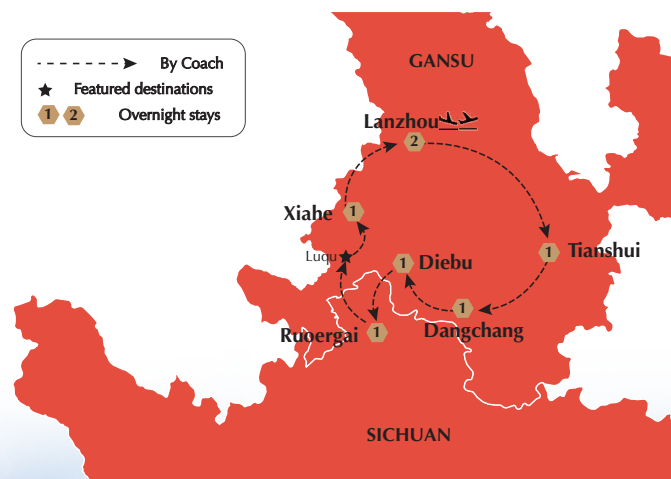 By Coach
Featured destinations
1 2 Overnight stays
GANSU
Lanzhou
2
Xiahe 1
Luqu
1 Diebu
1 Tianshui
1
Dangchang
Ruoergai 1
SICHUAN